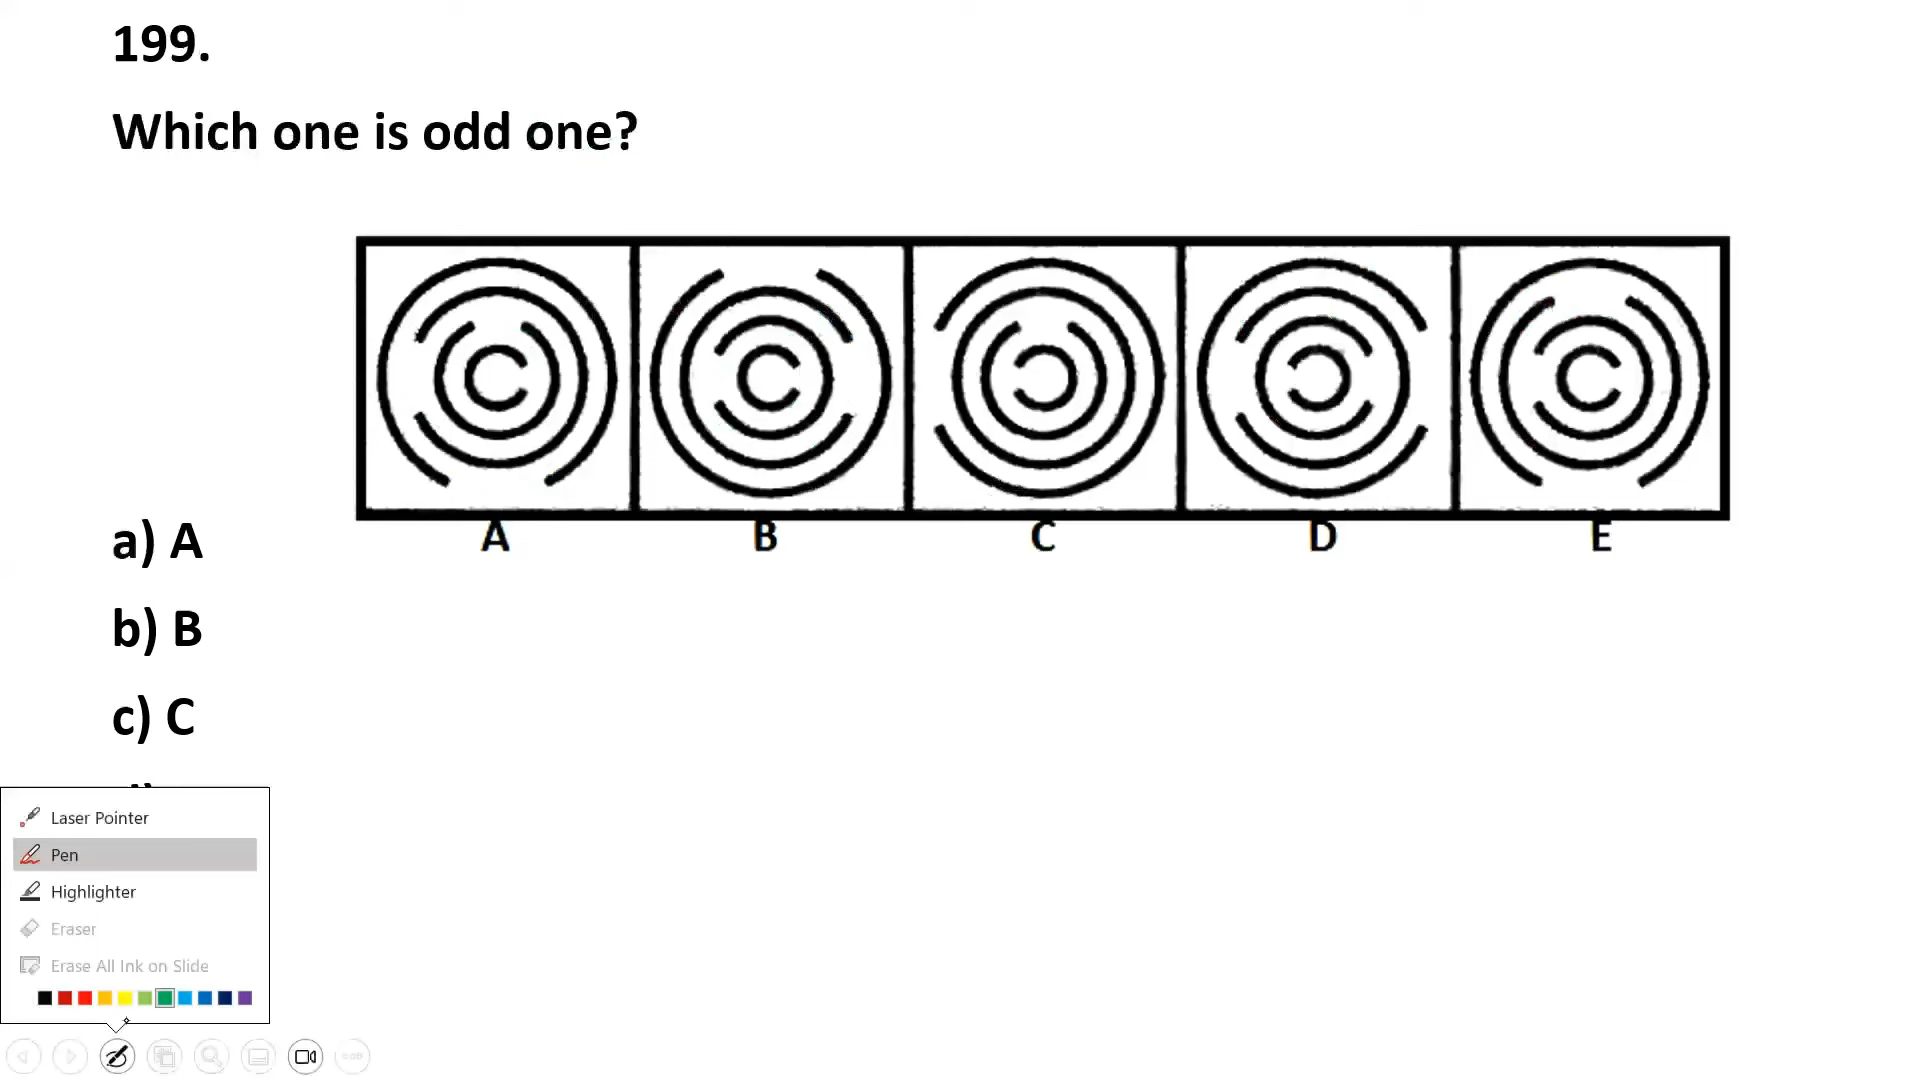 199.
Which one is odd one?
A B C D E
a) A
b) B
c) C
Laser Pointer
Pen
Highlighter
Eraser
Erase All Ink on Slide